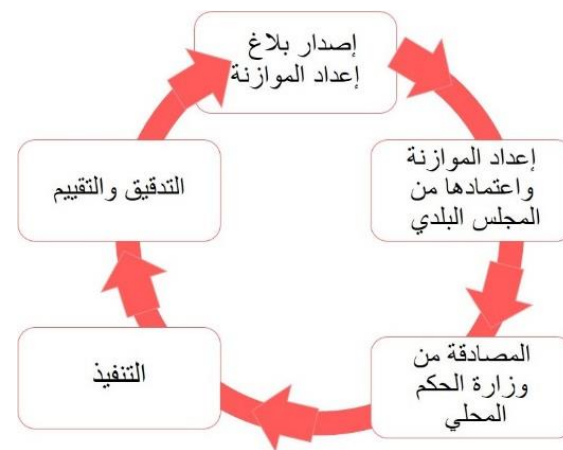 إصدار بلاغ
إعداد الموازنة
إعداد الموازنة
واعتمادها من
المجلس البلدي
المصادقة من
وزارة الحكم
المحلي
التنفيذ
التدقيق والتقييم